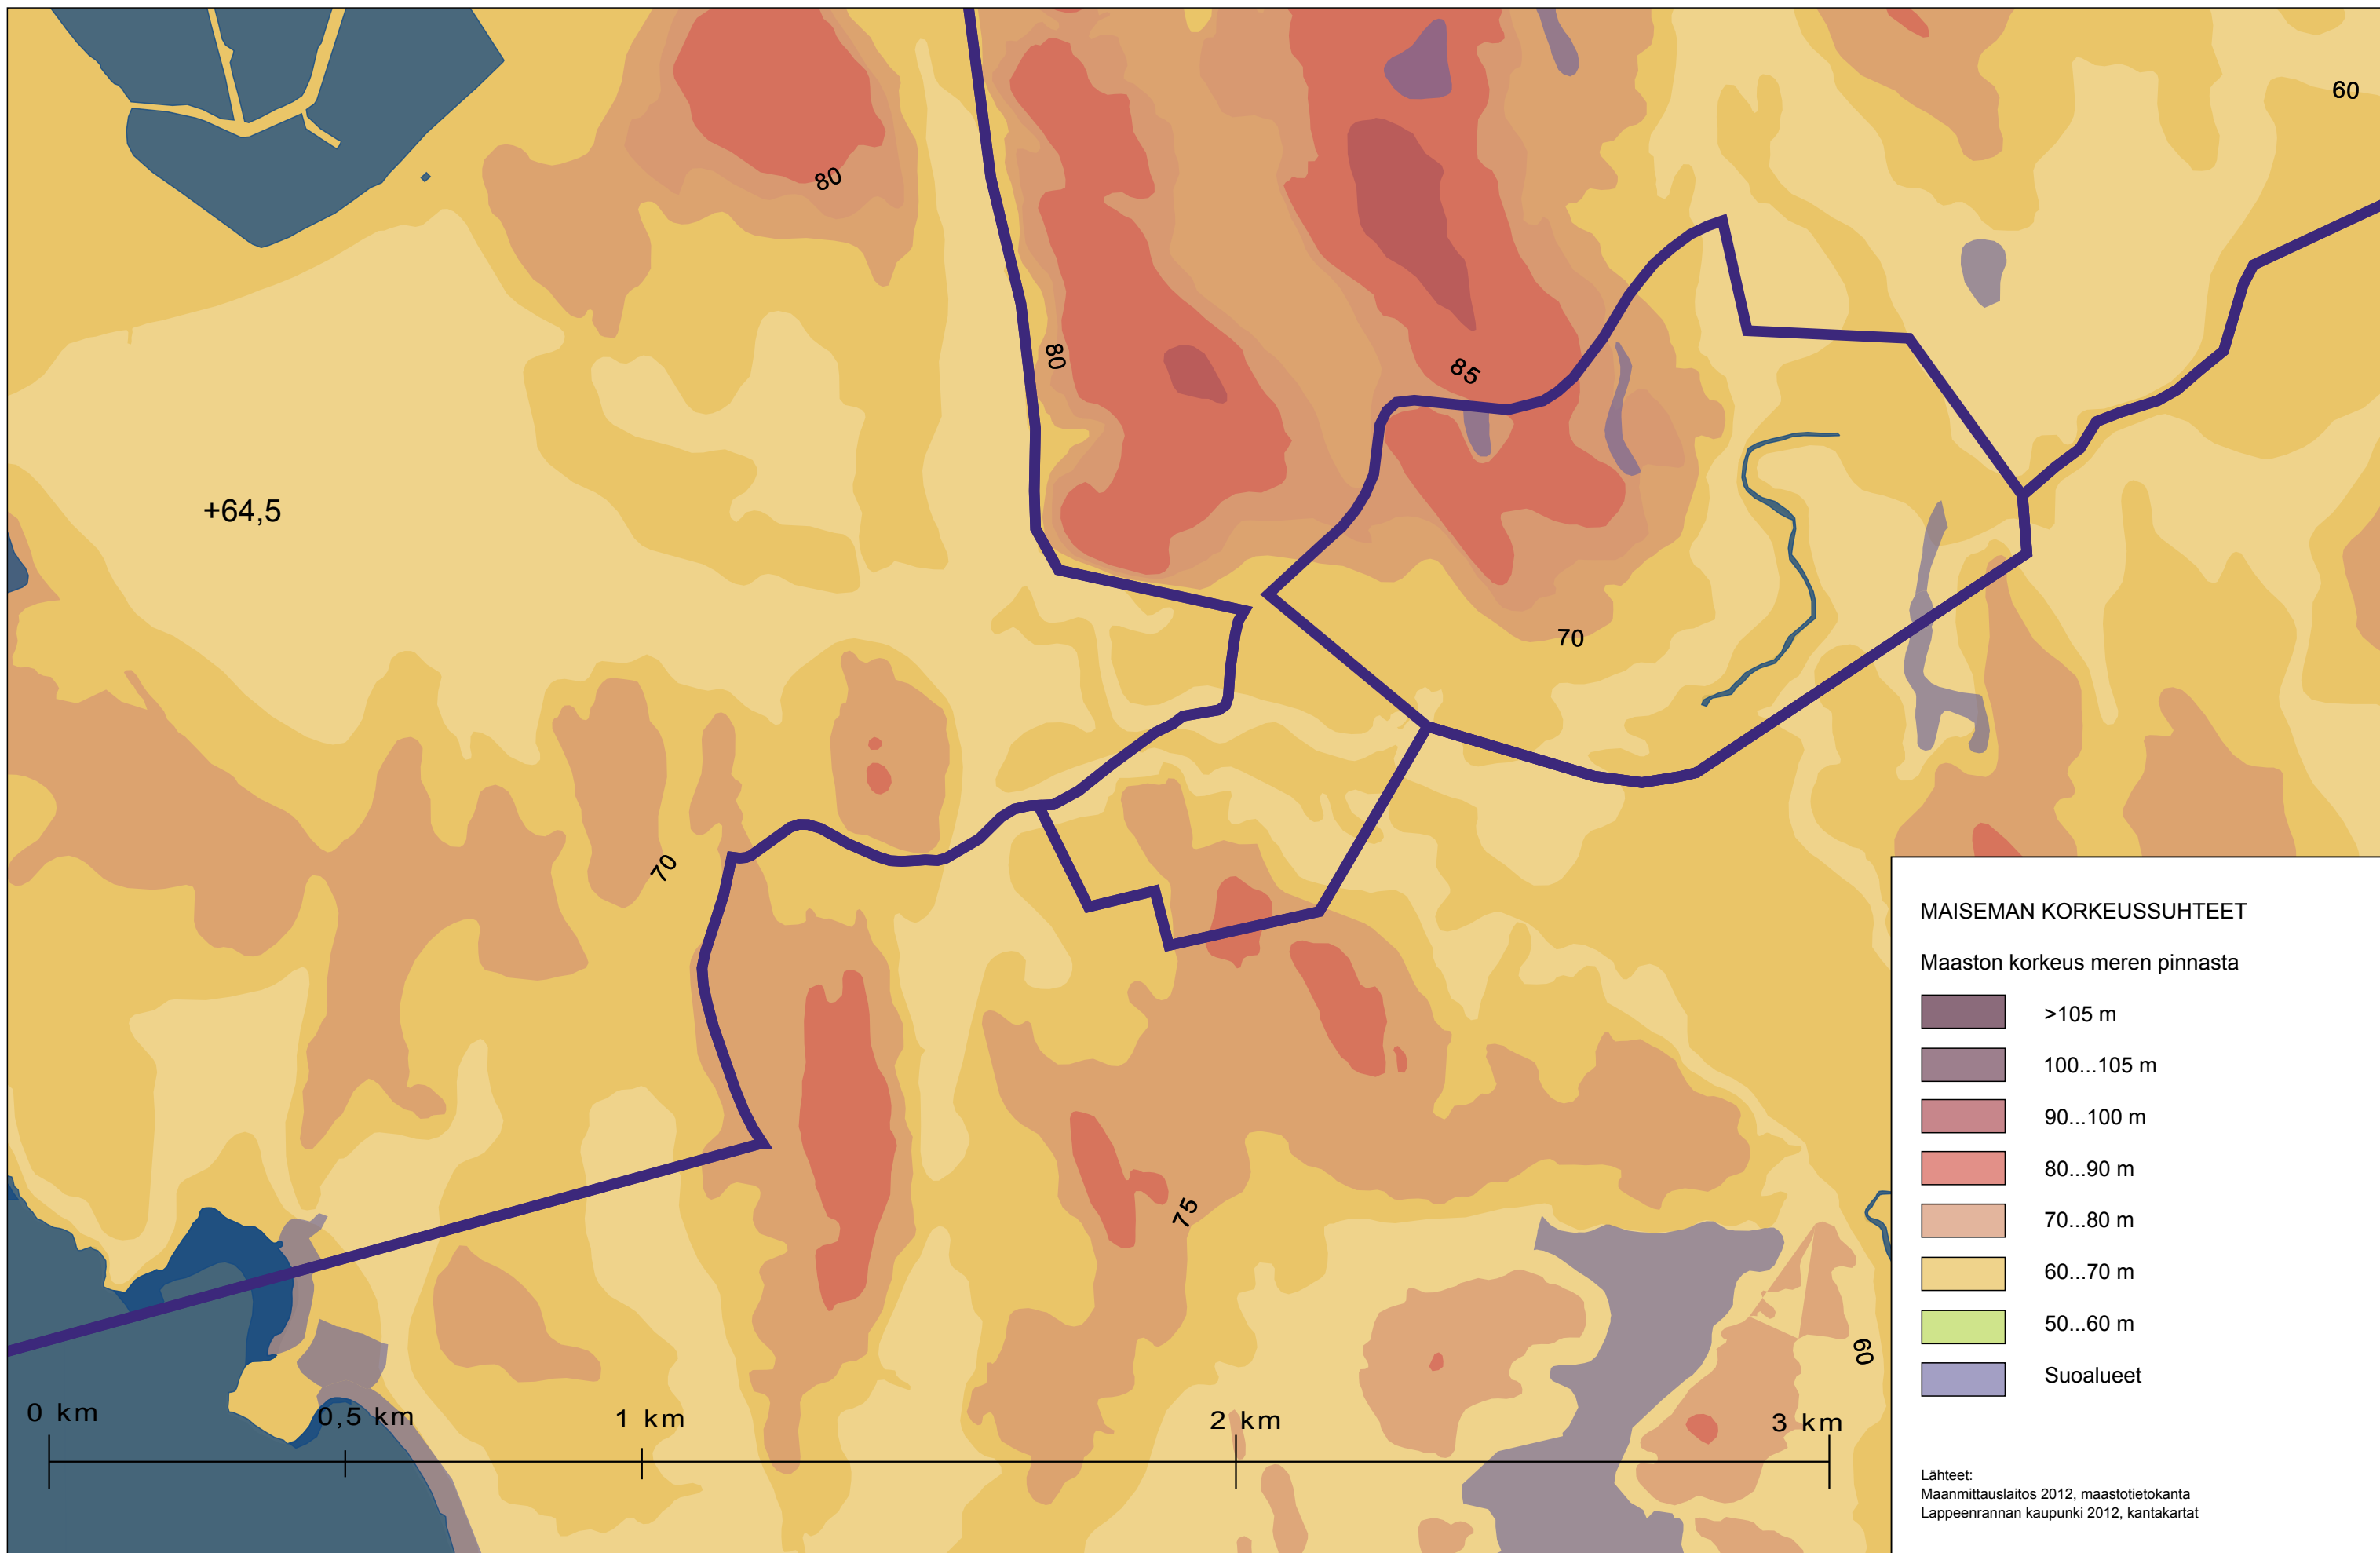 60
80
80
85
+64,5
70
70
MAISEMAN KORKEUSSUHTEET
Maaston korkeus meren pinnasta
>105 m
100...105 m
90...100 m
80...90 m
70...80 m
60...70 m
50...60 m
Suoalueet
75
60
0 km
0,5 km
1 km
2 km
3 km
Lähteet:
Maanmittauslaitos 2012, maastotietokanta
Lappeenrannan kaupunki 2012, kantakartat